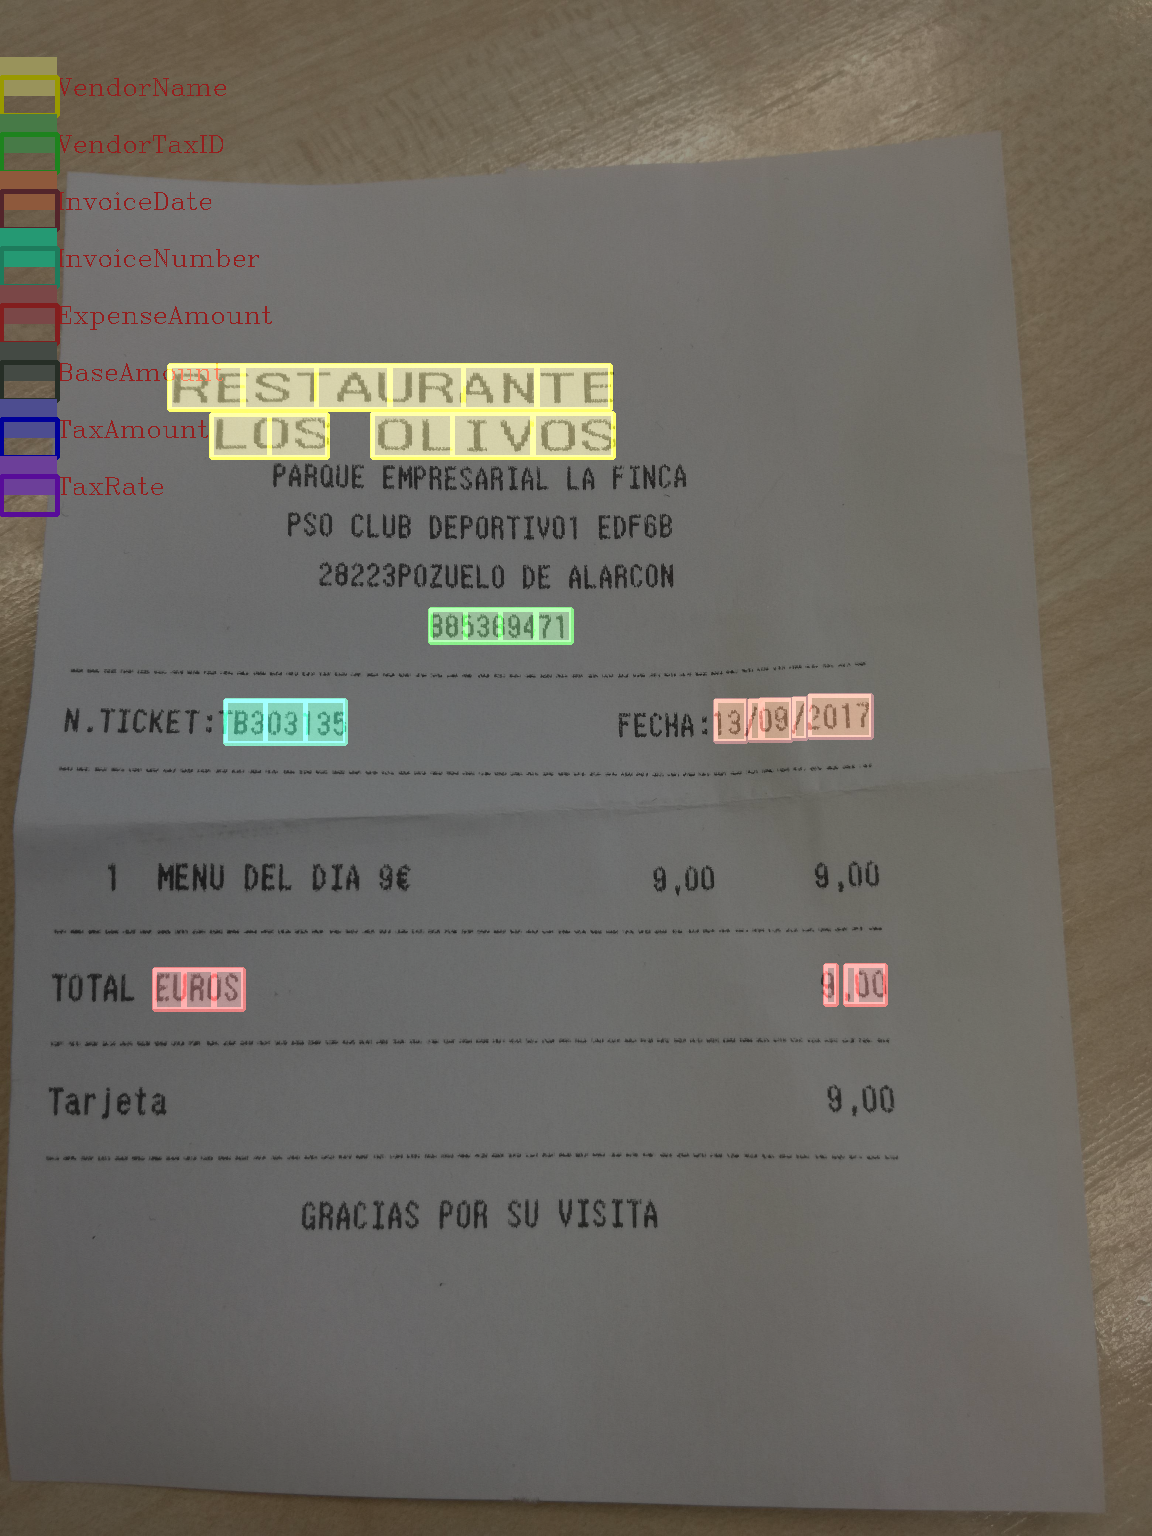 VendorName
VendorTaxID
InvoiceDate
InvoiceNumber
ExpenseAmount
BaseAmount
TaxAmount
TaxRate
RESTAURANTE
LOS OLIVOS
PARQUE EMPRESARIAL LA FINCA
PSO CLUB DEPORTIVO1 EDF6B
28223POZUELO DE ALARCON
B85389471
N.TICKET:TB303135 FECHA:13/09/2017
1 MENU DEL DIA 9€ 9,00 9,00
TOTAL EUROS 9,00
Tarjeta 9,00
GRACIAS POR SU VISITA